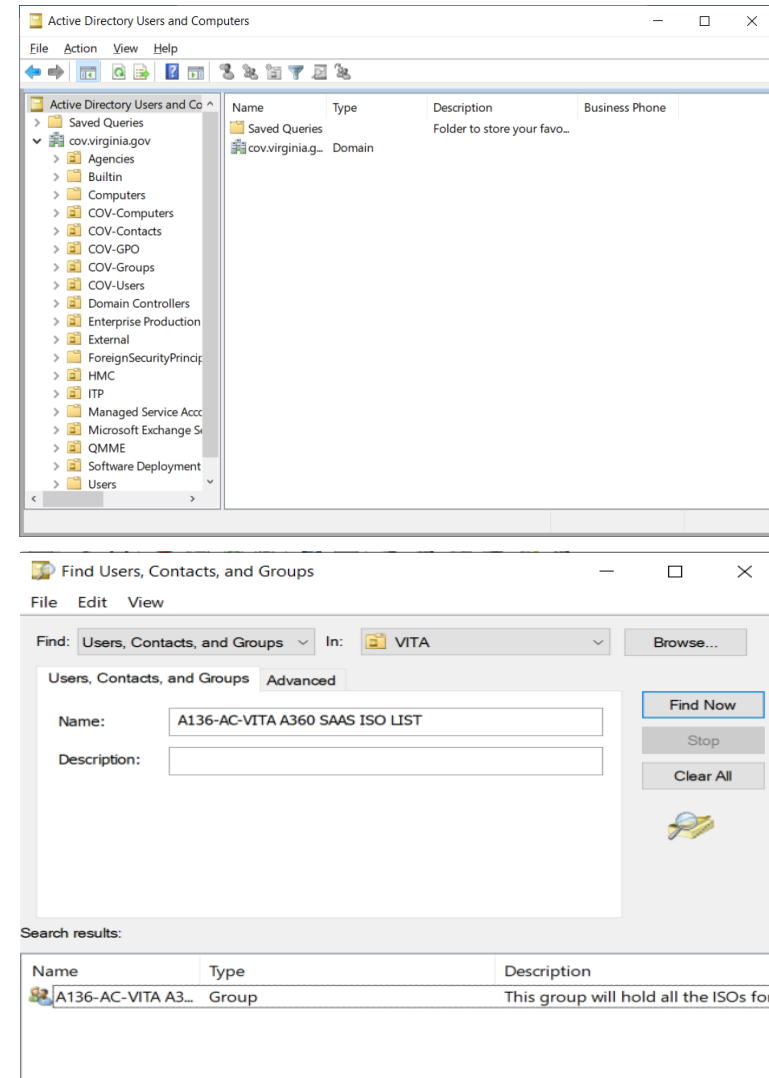 Active Directory Users and Computers
File Action View Help
Active Directory Users and Co
Saved Queries
cov.virginia.gov
Agencies
Builtin
Computers
COV-Computers
COV-Contacts
COV-GPO
COV-Groups
COV-Users
Domain Controllers
Enterprise Production
External
ForeignSecurityPrincip
HMC
ITP
Managed Service Acco
Microsoft Exchange Se
QMME
Software Deployment
Users
Name Type Description Business Phone
Saved Queries Folder to store your favo...
cov.virginia.g... Domain
Find Users, Contacts, and Groups
File Edit View
Find: Users, Contacts, and Groups In: VITA Browse...
Users, Contacts, and Groups Advanced
Name: A136-AC-VITA A360 SAAS ISO LIST
Description:
Find Now
Stop
Clear All
Search results:
Name Type Description
A136-AC-VITA A3... Group This group will hold all the ISOs for